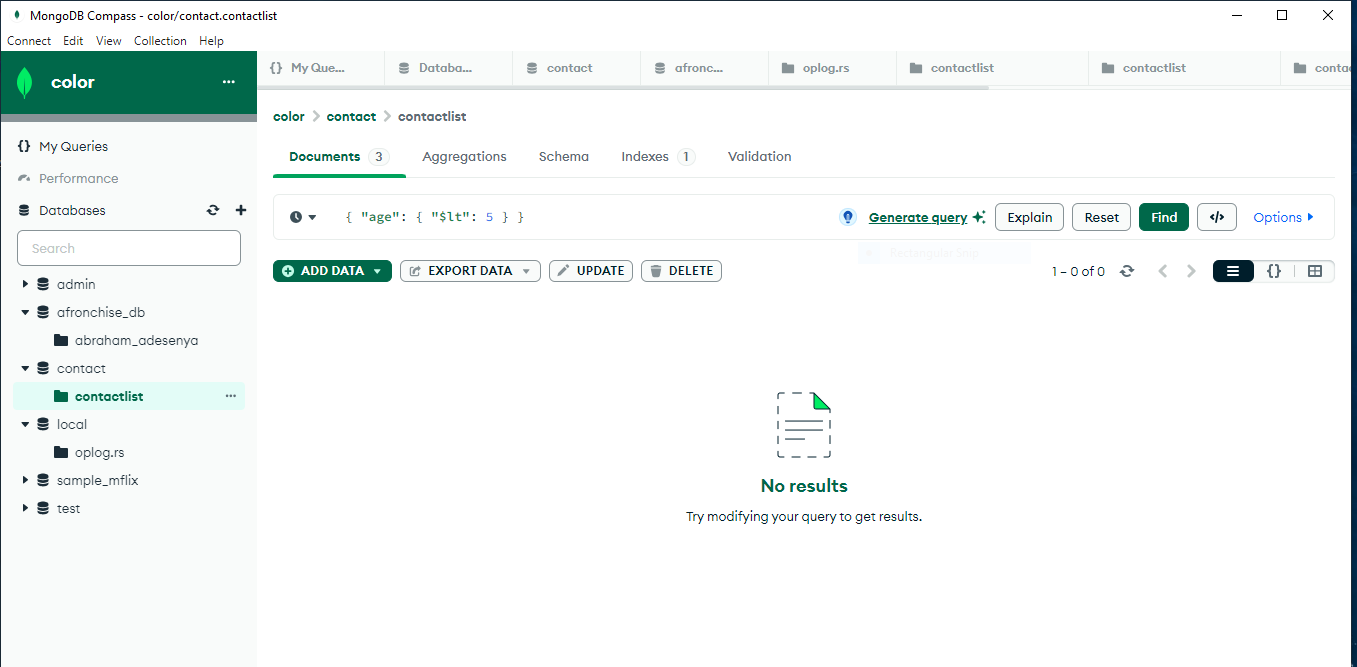 MongoDB Compass - color/contact.contactlist
Connect Edit View Collection Help
color
{} My Que...
Databa...
contact
afronc...
oplog.rs
contactlist
contactlist
color > contact > contactlist
{} My Queries
Performance
Databases
Search
admin
afronchise_db
abraham_adesenya
contact
contactlist
local
oplog.rs
sample_mflix
test
Documents 3 Aggregations Schema Indexes 1 Validation
{ "age": { "$lt": 5 } }
Generate query Explain Reset Find </> Options
Rectangular Snip
ADD DATA EXPORT DATA UPDATE DELETE 1 – 0 of 0 {}
No results
Try modifying your query to get results.